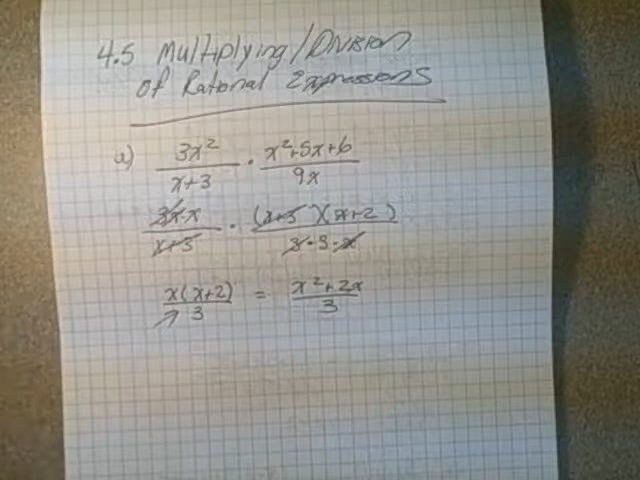 4.5 Multiplying/Division
of Rational Expressions
a) 3x²/x+3 · x²+5x+6/9x
3x·x/x+3 · (x+3)(x+2)/3·3·x
x(x+2)/3 = x²+2x/3